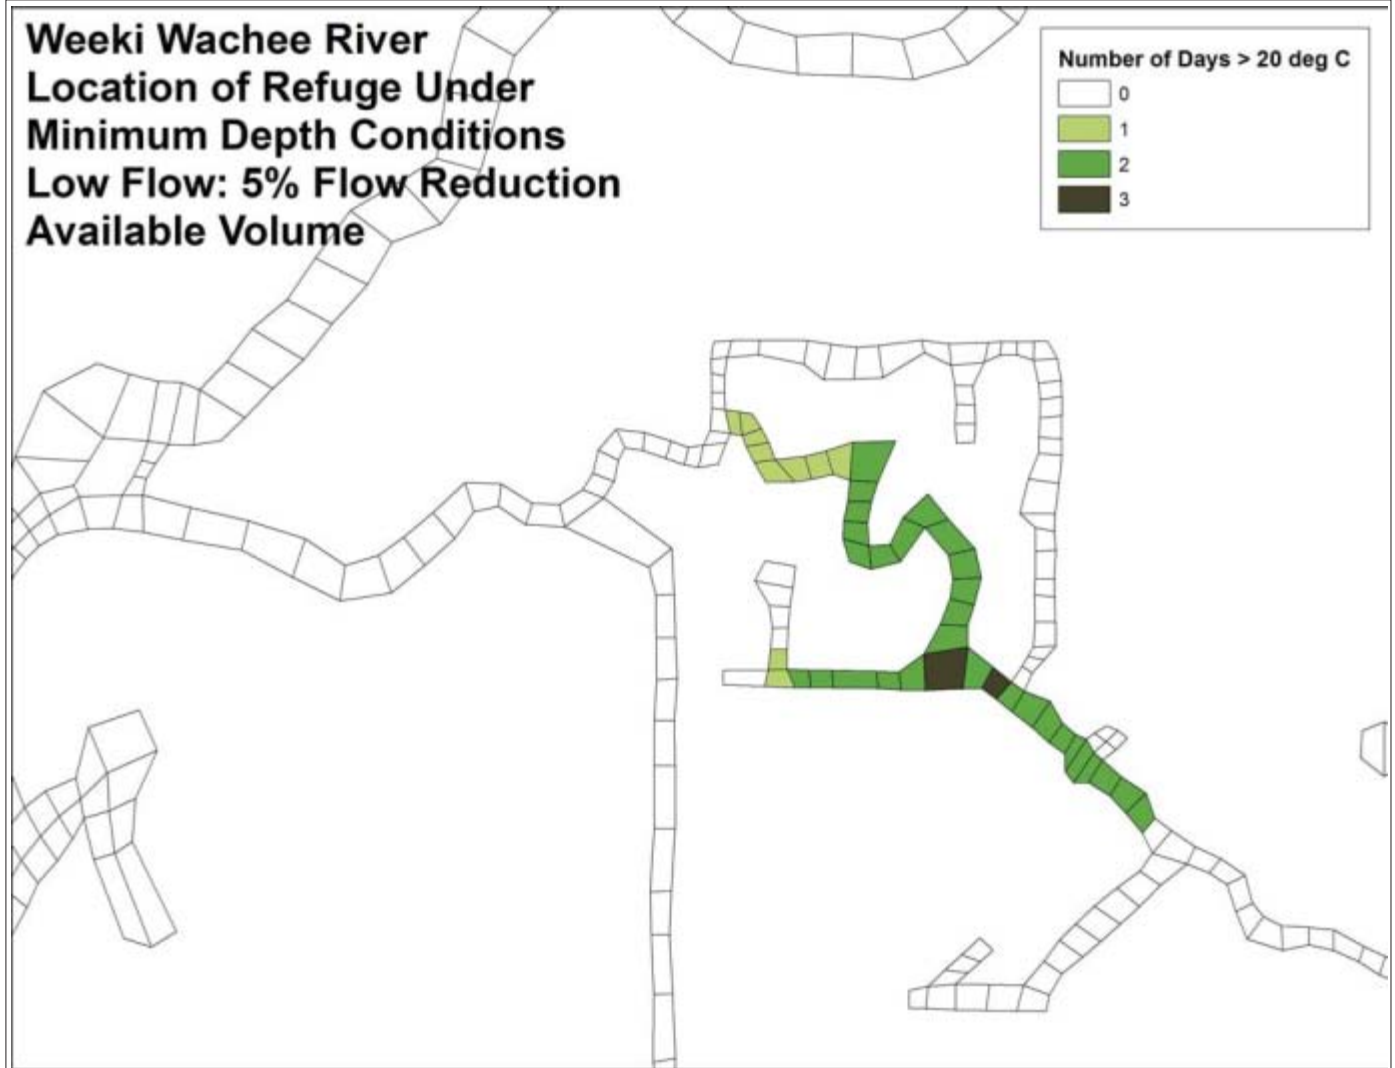 Weeki Wachee River
Location of Refuge Under
Minimum Depth Conditions
Low Flow: 5% Flow Reduction
Available Volume
Number of Days > 20 deg C
0
1
2
3